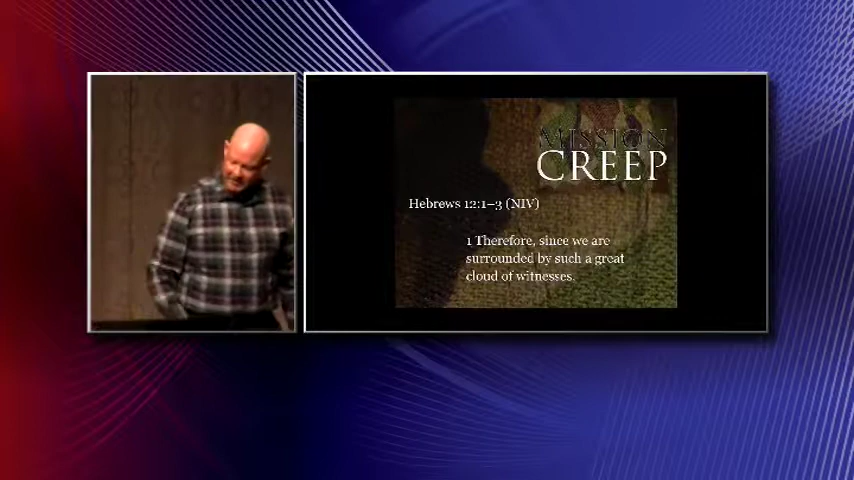 MISSION
CREEP
Hebrews 12:1–3 (NIV)
1 Therefore, since we are
surrounded by such a great
cloud of witnesses.